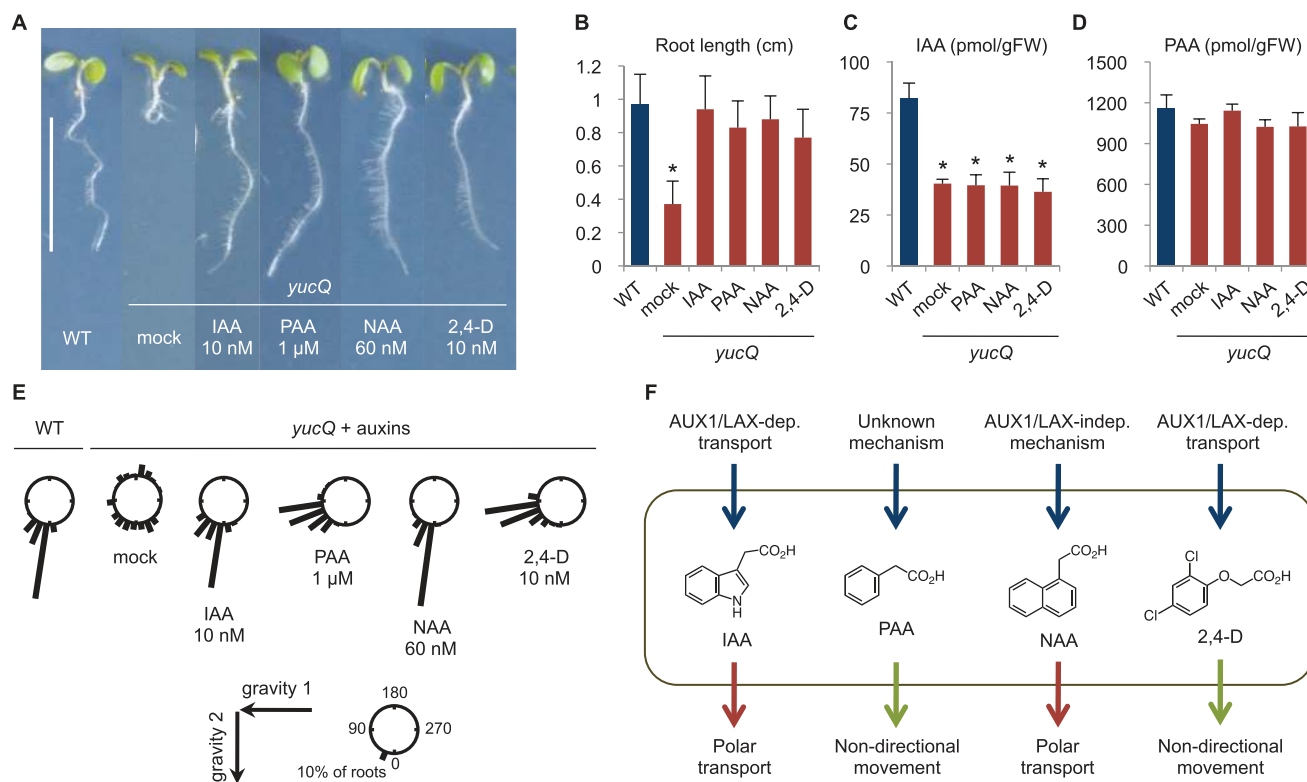 A
yucQ
WT
mock
IAA
10 nM
PAA
1 µM
NAA
60 nM
2,4-D
10 nM
B
Root length (cm)
1.2
1
0.8
0.6
0.4
0.2
0
*
WT
mock
IAA
PAA
NAA
2,4-D
yucQ
C
IAA (pmol/gFW)
100
75
50
25
0
* * * *
WT
mock
PAA
NAA
2,4-D
yucQ
D
PAA (pmol/gFW)
1500
1200
900
600
300
0
WT
mock
IAA
NAA
2,4-D
yucQ
E
WT
yucQ + auxins
mock
IAA
10 nM
PAA
1 µM
NAA
60 nM
2,4-D
10 nM
gravity 1
gravity 2
180
90
270
0
10% of roots
F
AUX1/LAX-dep.
transport
Unknown
mechanism
AUX1/LAX-indep.
mechanism
AUX1/LAX-dep.
transport
CO₂H
N
H
IAA
CO₂H
PAA
CO₂H
NAA
Cl
O
CO₂H
Cl
2,4-D
Polar
transport
Non-directional
movement
Polar
transport
Non-directional
movement